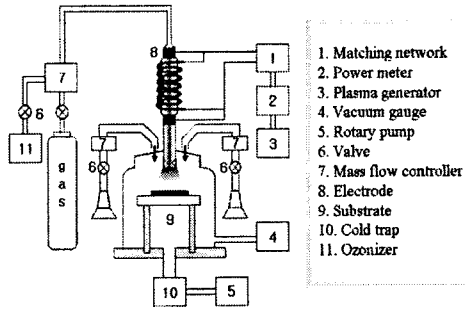 8
1
7
6
11
gas
2
3
7
7
6
6
9
4
10
5
1. Matching network
2. Power meter
3. Plasma generator
4. Vacuum gauge
5. Rotary pump
6. Valve
7. Mass flow controller
8. Electrode
9. Substrate
10. Cold trap
11. Ozonizer